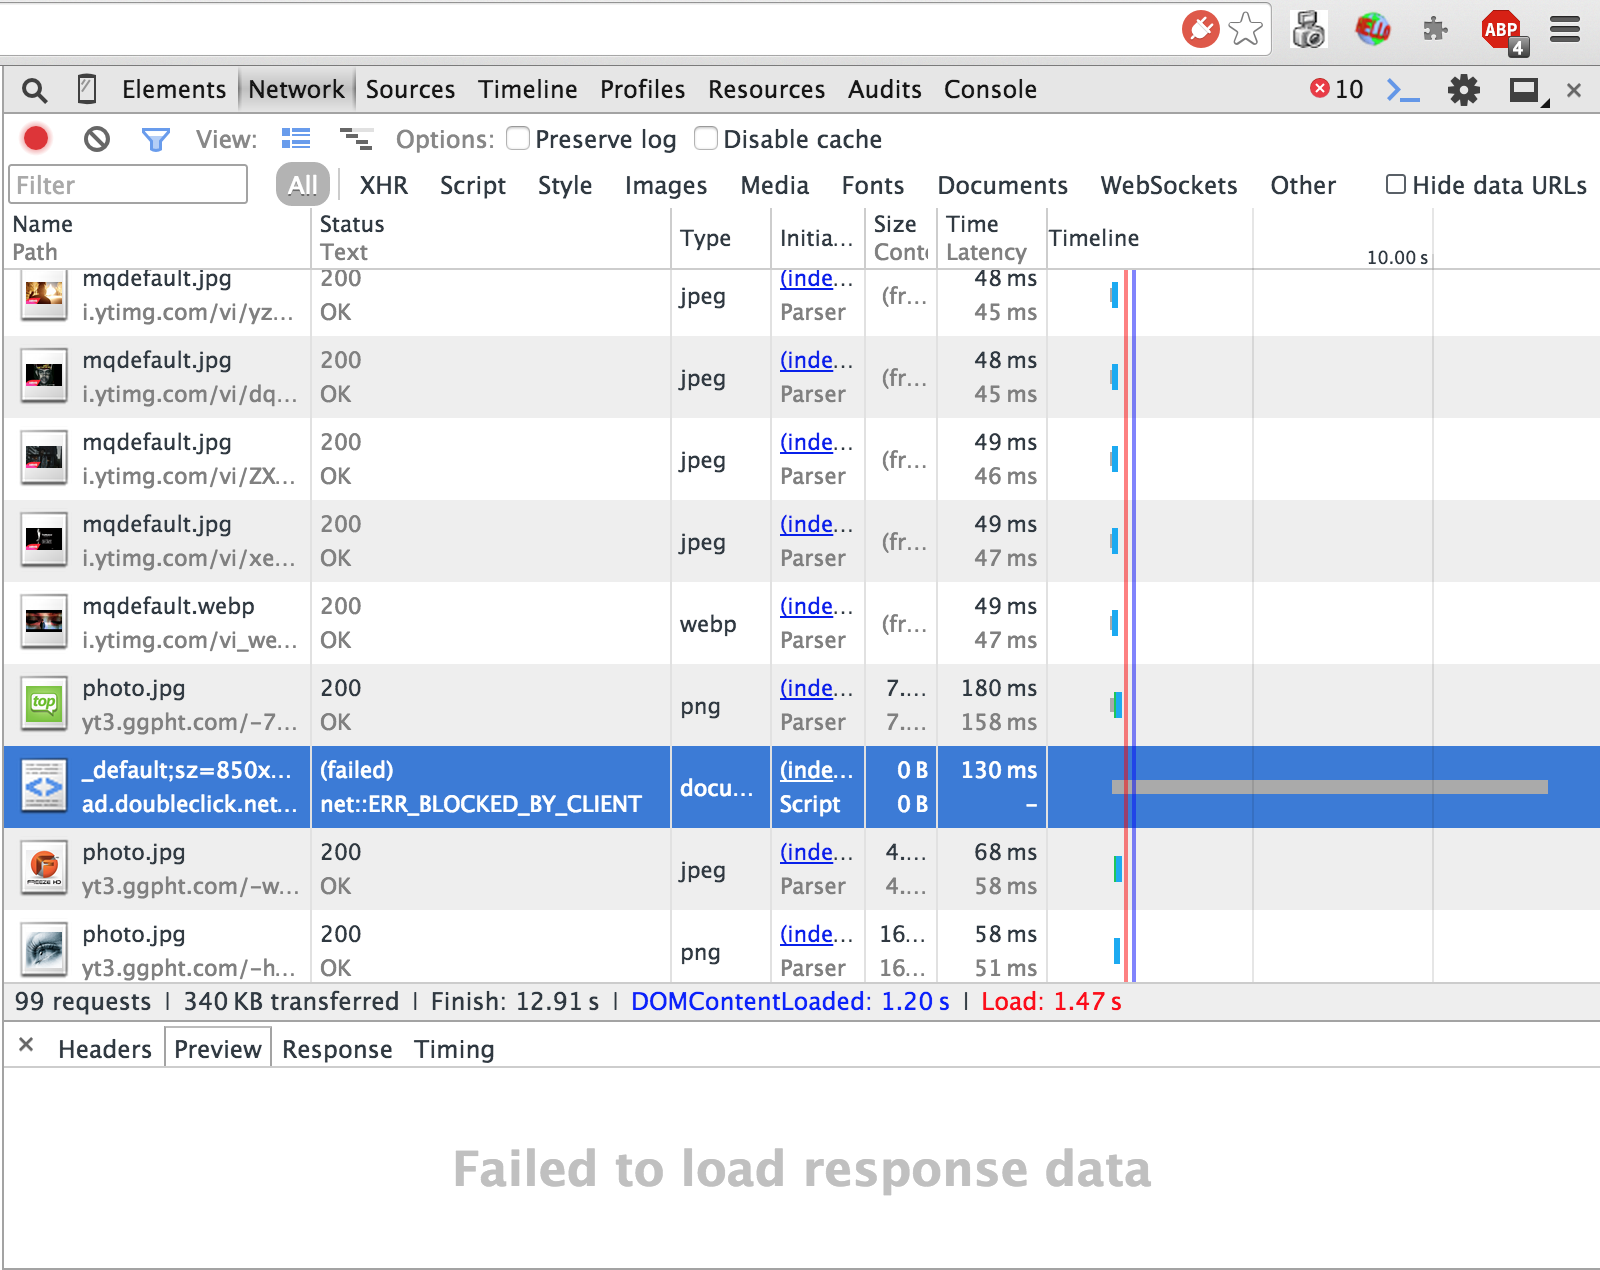 ABP
4
Elements Network Sources Timeline Profiles Resources Audits Console 10
View: Options: Preserve log Disable cache
Filter All XHR Script Style Images Media Fonts Documents WebSockets Other Hide data URLs
Name Status Type Initia... Size Time Timeline
Path Text Conte Latency 10.00 s
mqdefault.jpg 200 jpeg (inde... (fr... 48 ms
i.ytimg.com/vi/yz... OK Parser 45 ms
mqdefault.jpg 200 jpeg (inde... (fr... 48 ms
i.ytimg.com/vi/dq... OK Parser 45 ms
mqdefault.jpg 200 jpeg (inde... (fr... 49 ms
i.ytimg.com/vi/ZX... OK Parser 46 ms
mqdefault.jpg 200 jpeg (inde... (fr... 49 ms
i.ytimg.com/vi/xe... OK Parser 47 ms
mqdefault.webp 200 webp (inde... (fr... 49 ms
i.ytimg.com/vi_we... OK Parser 47 ms
top
photo.jpg 200 png (inde... 7.... 180 ms
yt3.ggpht.com/-7... OK Parser 7.... 158 ms
_default;sz=850x... (failed) docu... (inde... 0 B 130 ms
ad.doubleclick.net... net::ERR_BLOCKED_BY_CLIENT Script 0 B –
photo.jpg 200 jpeg (inde... 4.... 68 ms
FREEZE HD yt3.ggpht.com/-w... OK Parser 4.... 58 ms
photo.jpg 200 png (inde... 16... 58 ms
yt3.ggpht.com/-h... OK Parser 16... 51 ms
99 requests | 340 KB transferred | Finish: 12.91 s | DOMContentLoaded: 1.20 s | Load: 1.47 s
× Headers Preview Response Timing
Failed to load response data